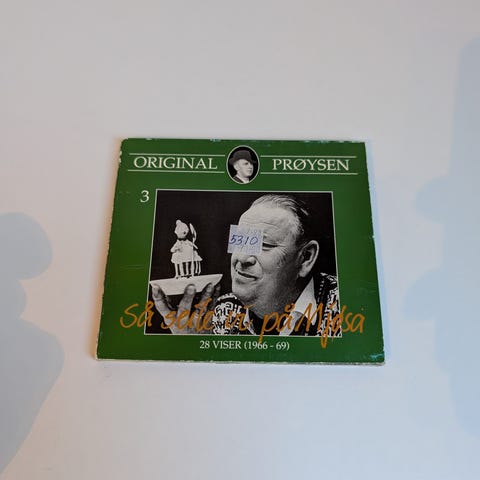 ORIGINAL PRØYSEN
3
5310
Så seile vi på Mjøsa
28 VISER (1966 - 69)